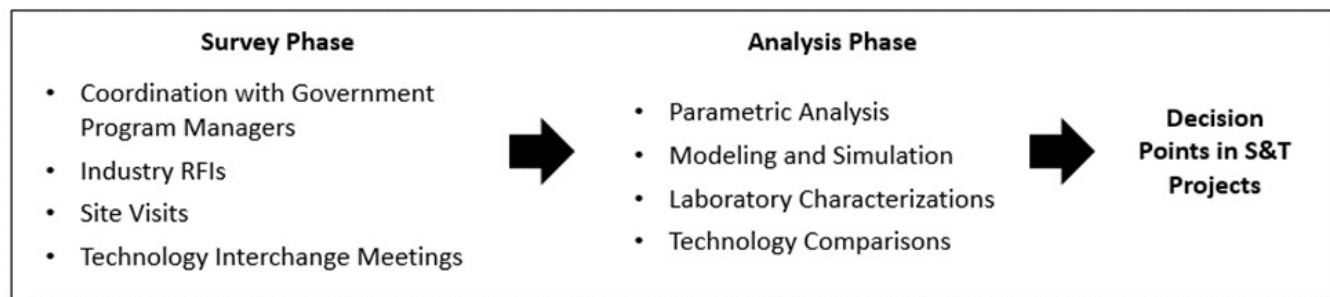 Survey Phase
• Coordination with Government
Program Managers
• Industry RFIs
• Site Visits
• Technology Interchange Meetings
Analysis Phase
• Parametric Analysis
• Modeling and Simulation
• Laboratory Characterizations
• Technology Comparisons
Decision
Points in S&T
Projects